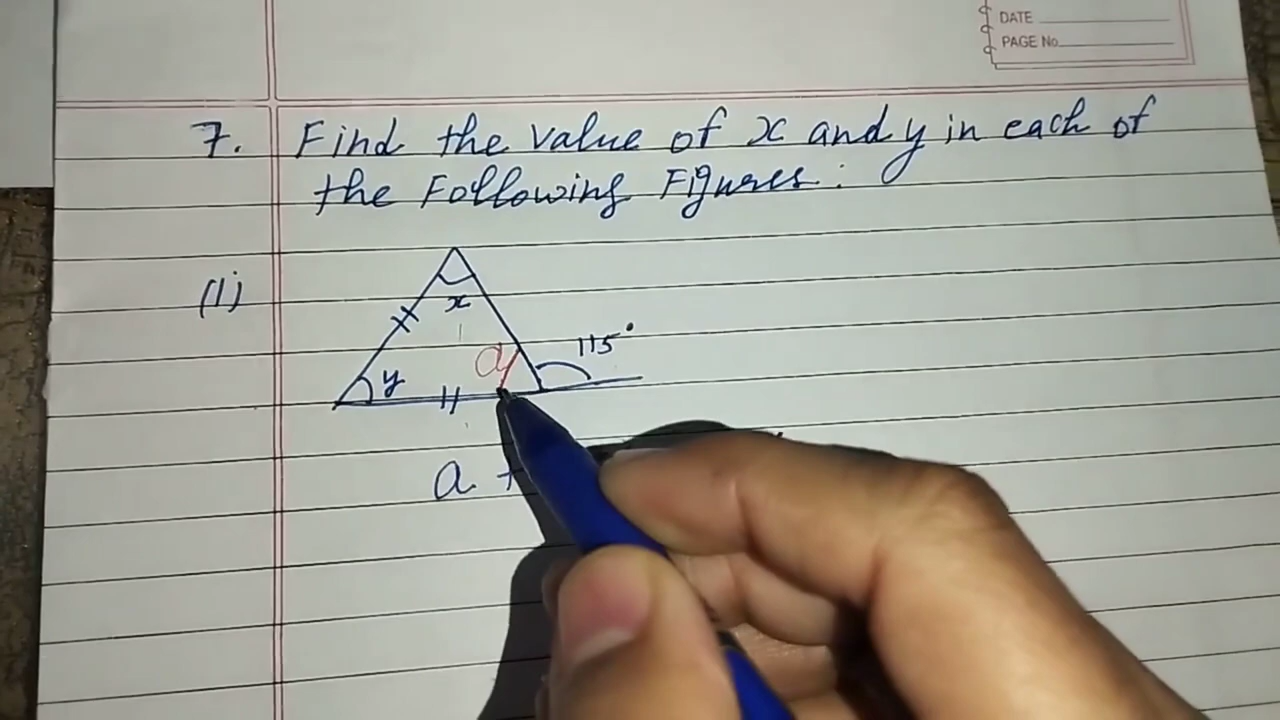 DATE
PAGE No.
7. Find the value of x and y in each of
the Following Figures :
(i)
x
115°
a
y
a +